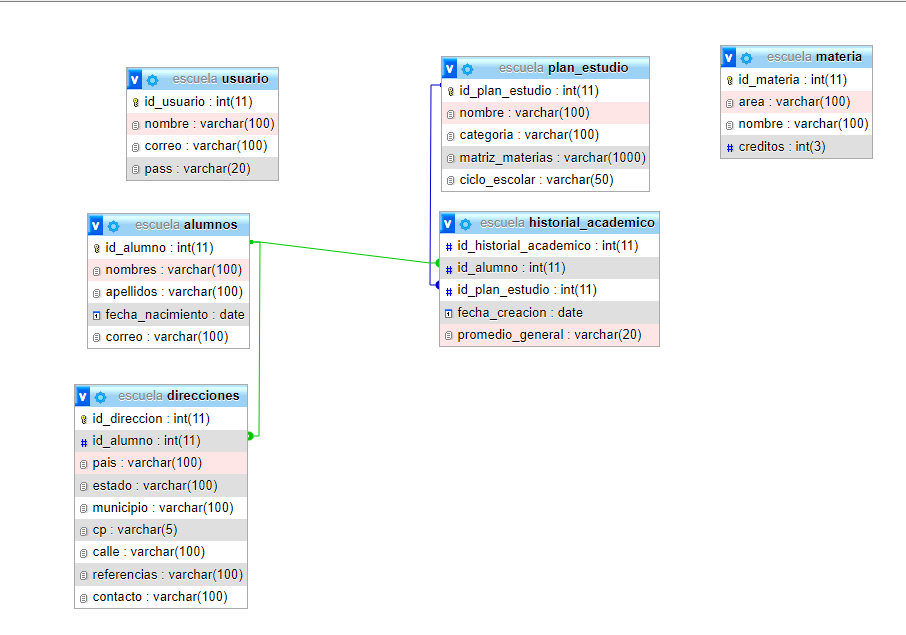 escuela usuario
id_usuario : int(11)
nombre : varchar(100)
correo : varchar(100)
pass : varchar(20)
escuela plan_estudio
id_plan_estudio : int(11)
nombre : varchar(100)
categoria : varchar(100)
matriz_materias : varchar(1000)
ciclo_escolar : varchar(50)
escuela materia
id_materia : int(11)
area : varchar(100)
nombre : varchar(100)
# creditos : int(3)
escuela alumnos
id_alumno : int(11)
nombres : varchar(100)
apellidos : varchar(100)
fecha_nacimiento : date
correo : varchar(100)
escuela historial_academico
# id_historial_academico : int(11)
# id_alumno : int(11)
# id_plan_estudio : int(11)
fecha_creacion : date
promedio_general : varchar(20)
escuela direcciones
id_direccion : int(11)
# id_alumno : int(11)
pais : varchar(100)
estado : varchar(100)
municipio : varchar(100)
cp : varchar(5)
calle : varchar(100)
referencias : varchar(100)
contacto : varchar(100)